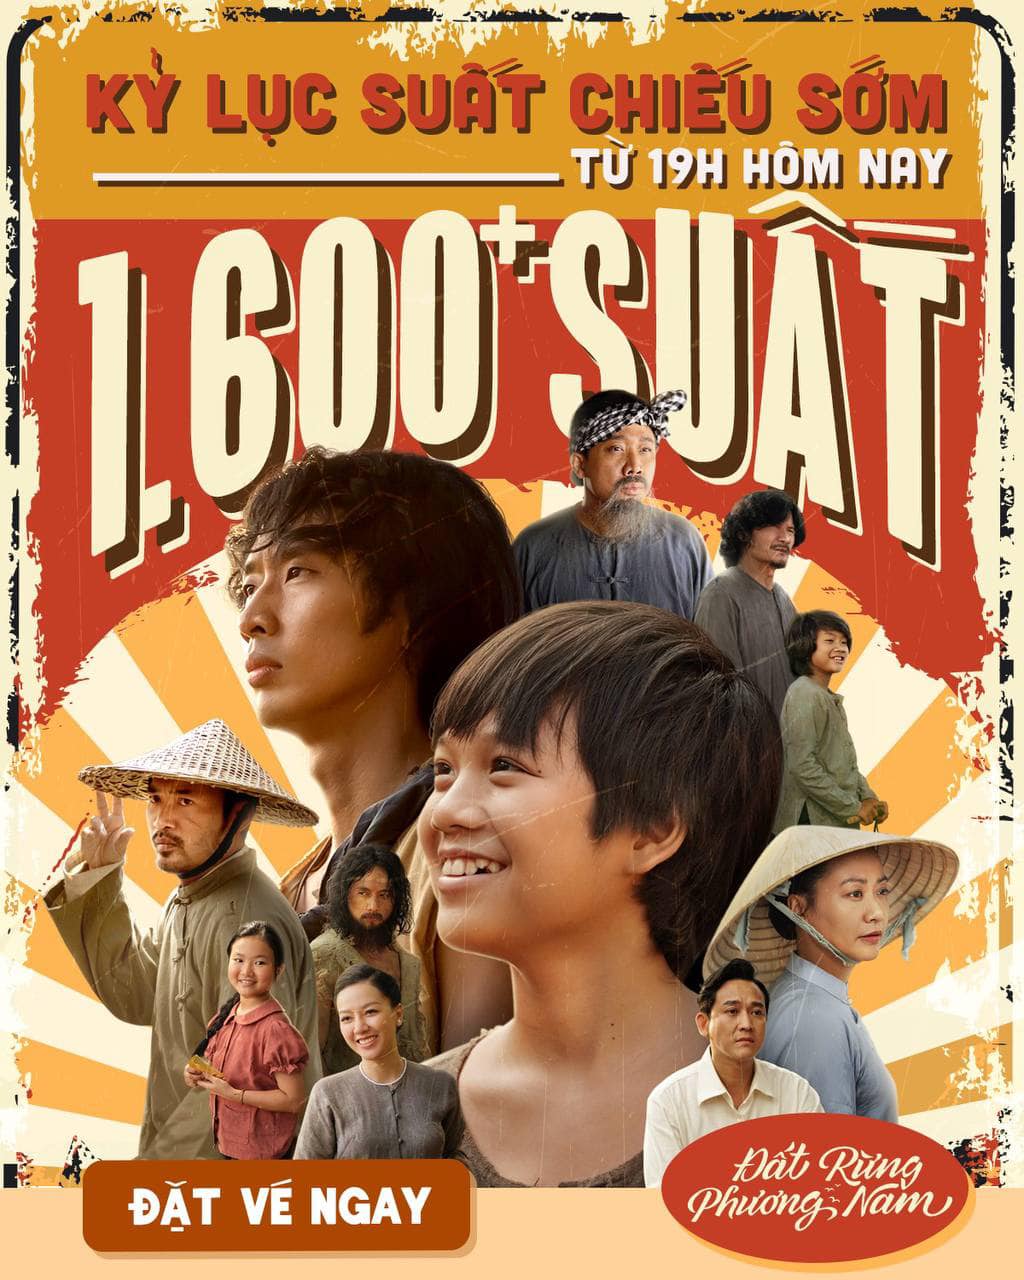 KỶ LỤC SUẤT CHIẾU SỚM
TỪ 19H HÔM NAY
1.600+ SUẤT
ĐẶT VÉ NGAY
Đất Rừng
Phương Nam